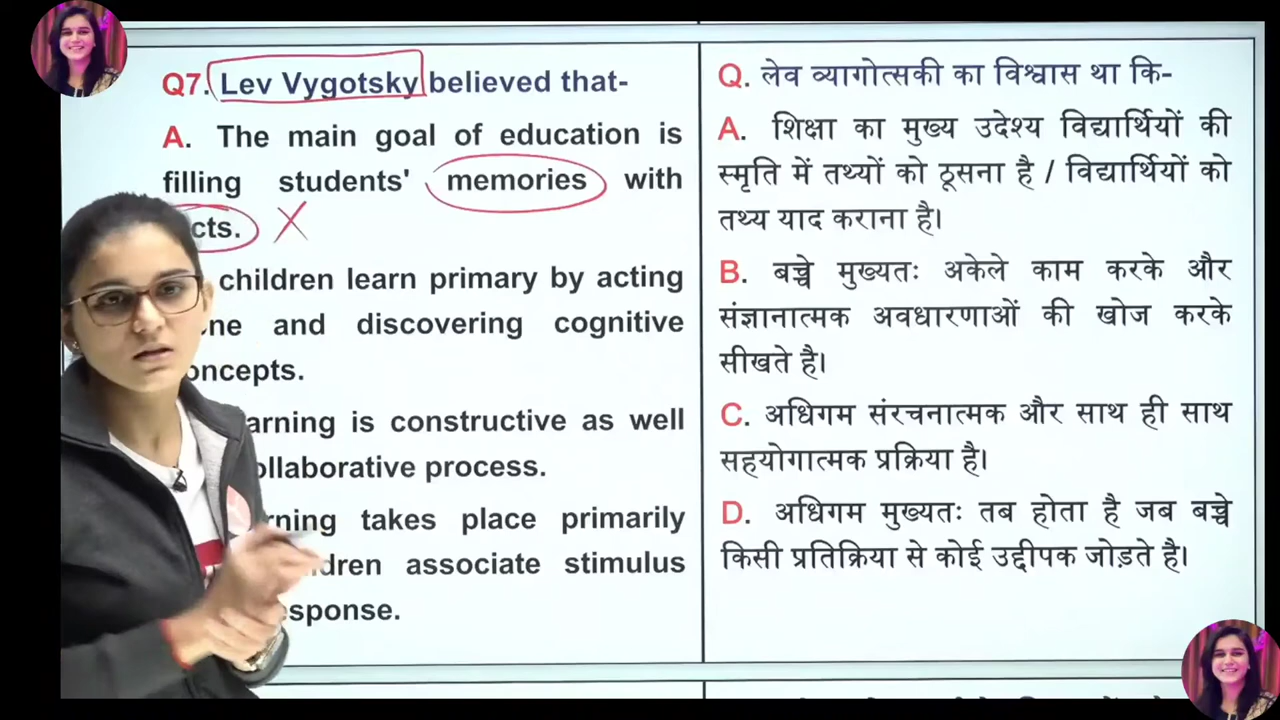 Q7. Lev Vygotsky believed that-
A. The main goal of education is
filling students' memories with
cts.
children learn primary by acting
ne and discovering cognitive
oncepts.
arning is constructive as well
ollaborative process.
rning takes place primarily
ldren associate stimulus
sponse.
Q. लेव व्यागोत्सकी का विश्वास था कि-
A. शिक्षा का मुख्य उदेश्य विद्यार्थियों की
स्मृति में तथ्यों को ठूसना है / विद्यार्थियों को
तथ्य याद कराना है।
B. बच्चे मुख्यतः अकेले काम करके और
संज्ञानात्मक अवधारणाओं की खोज करके
सीखते है।
C. अधिगम संरचनात्मक और साथ ही साथ
सहयोगात्मक प्रक्रिया है।
D. अधिगम मुख्यतः तब होता है जब बच्चे
किसी प्रतिक्रिया से कोई उद्दीपक जोड़ते है।